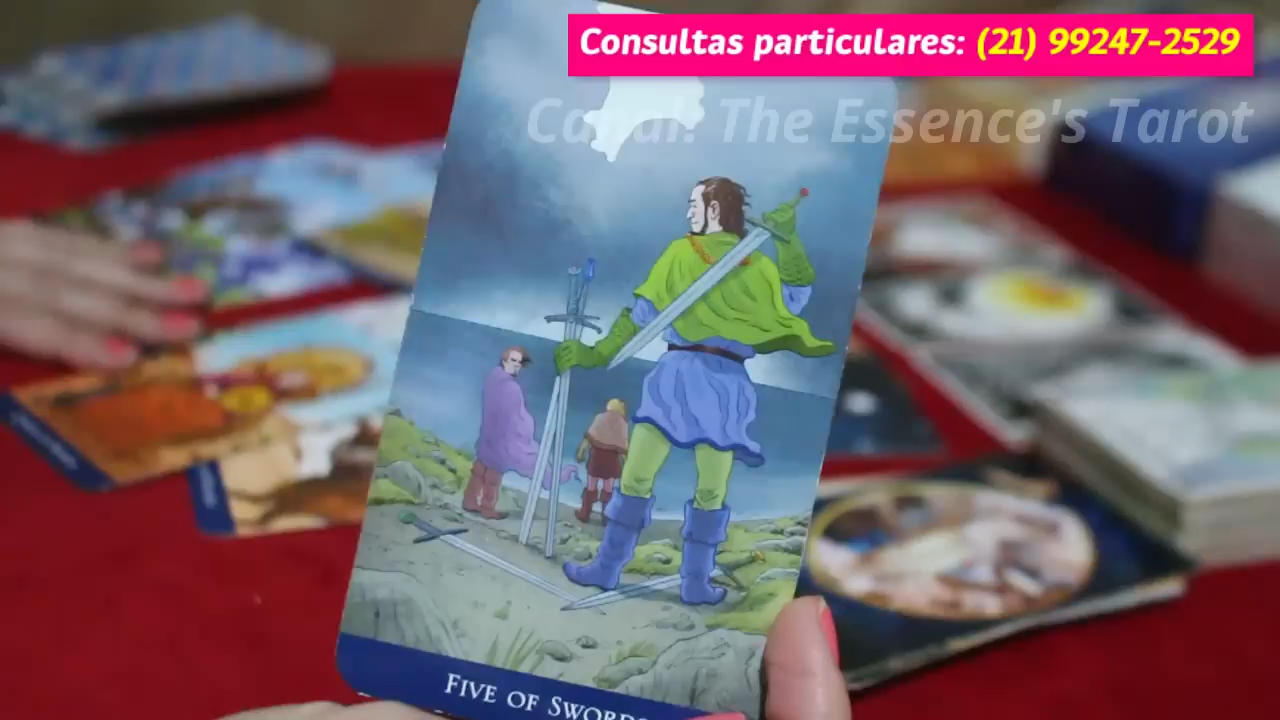 Consultas particulares: (21) 99247-2529
Canal: The Essence's Tarot
FIVE OF SWORDS